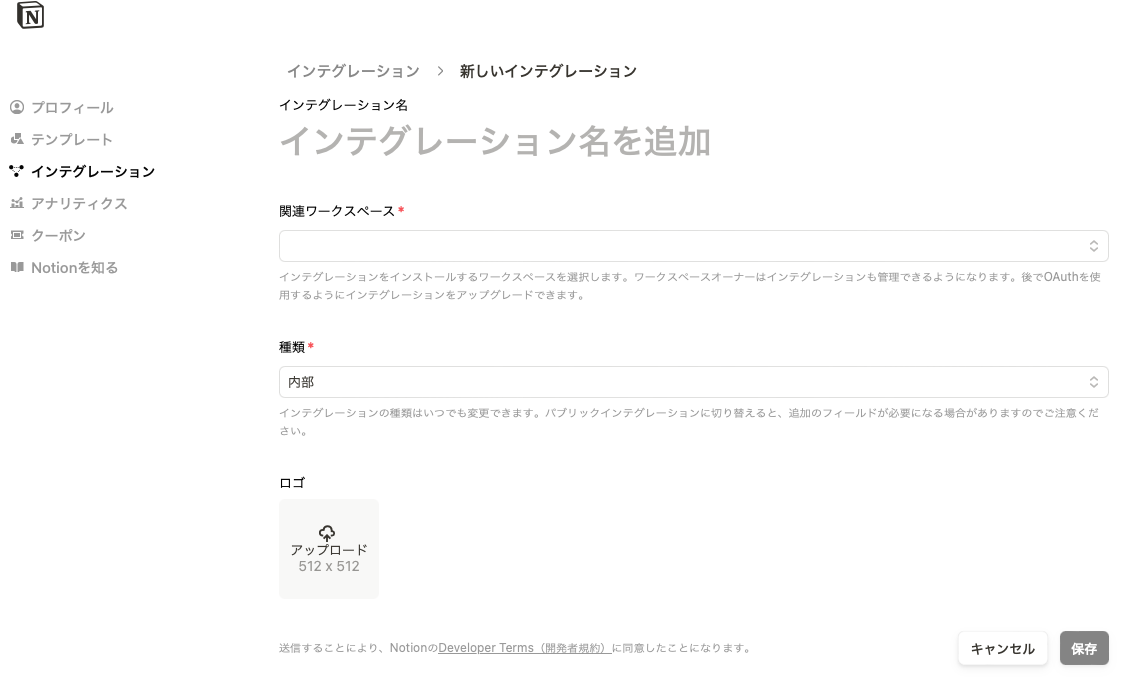 N
インテグレーション > 新しいインテグレーション
プロフィール
テンプレート
インテグレーション
アナリティクス
クーポン
Notionを知る
インテグレーション名
インテグレーション名を追加
関連ワークスペース*
インテグレーションをインストールするワークスペースを選択します。ワークスペースオーナーはインテグレーションも管理できるようになります。後でOAuthを使
用するようにインテグレーションをアップグレードできます。
種類*
内部
インテグレーションの種類はいつでも変更できます。パブリックインテグレーションに切り替えると、追加のフィールドが必要になる場合がありますのでご注意くだ
さい。
ロゴ
アップロード
512 x 512
送信することにより、NotionのDeveloper Terms（開発者規約）に同意したことになります。
キャンセル
保存